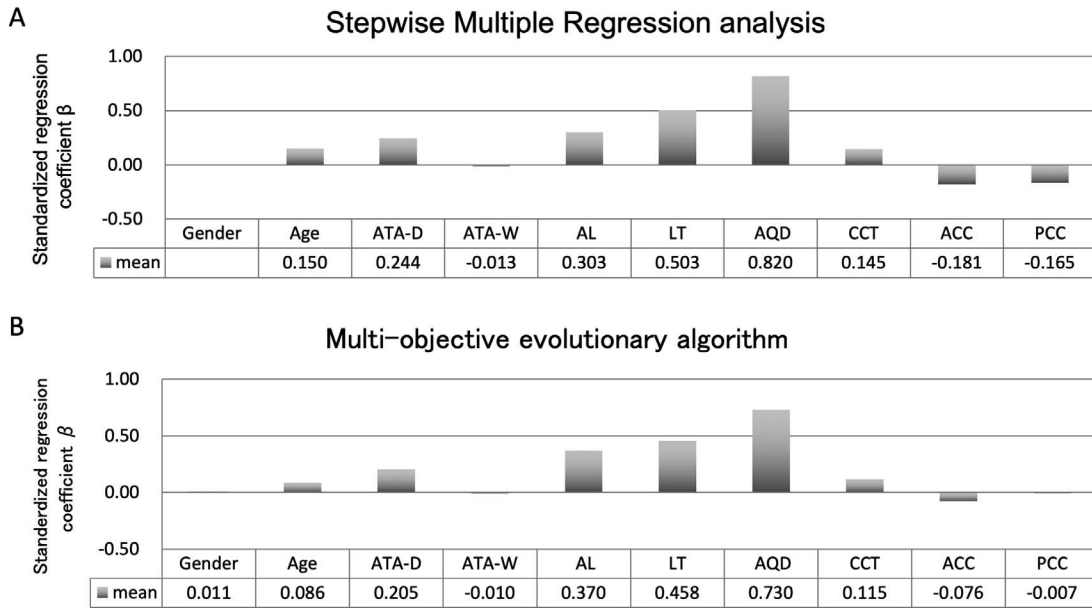 A
Stepwise Multiple Regression analysis
Standardized regression
coefficient β
1.00
0.50
0.00
-0.50
Gender Age ATA-D ATA-W AL LT AQD CCT ACC PCC
mean 0.150 0.244 -0.013 0.303 0.503 0.820 0.145 -0.181 -0.165
B
Multi-objective evolutionary algorithm
Standerdized regression
coefficient β
1.00
0.50
0.00
-0.50
Gender Age ATA-D ATA-W AL LT AQD CCT ACC PCC
mean 0.011 0.086 0.205 -0.010 0.370 0.458 0.730 0.115 -0.076 -0.007